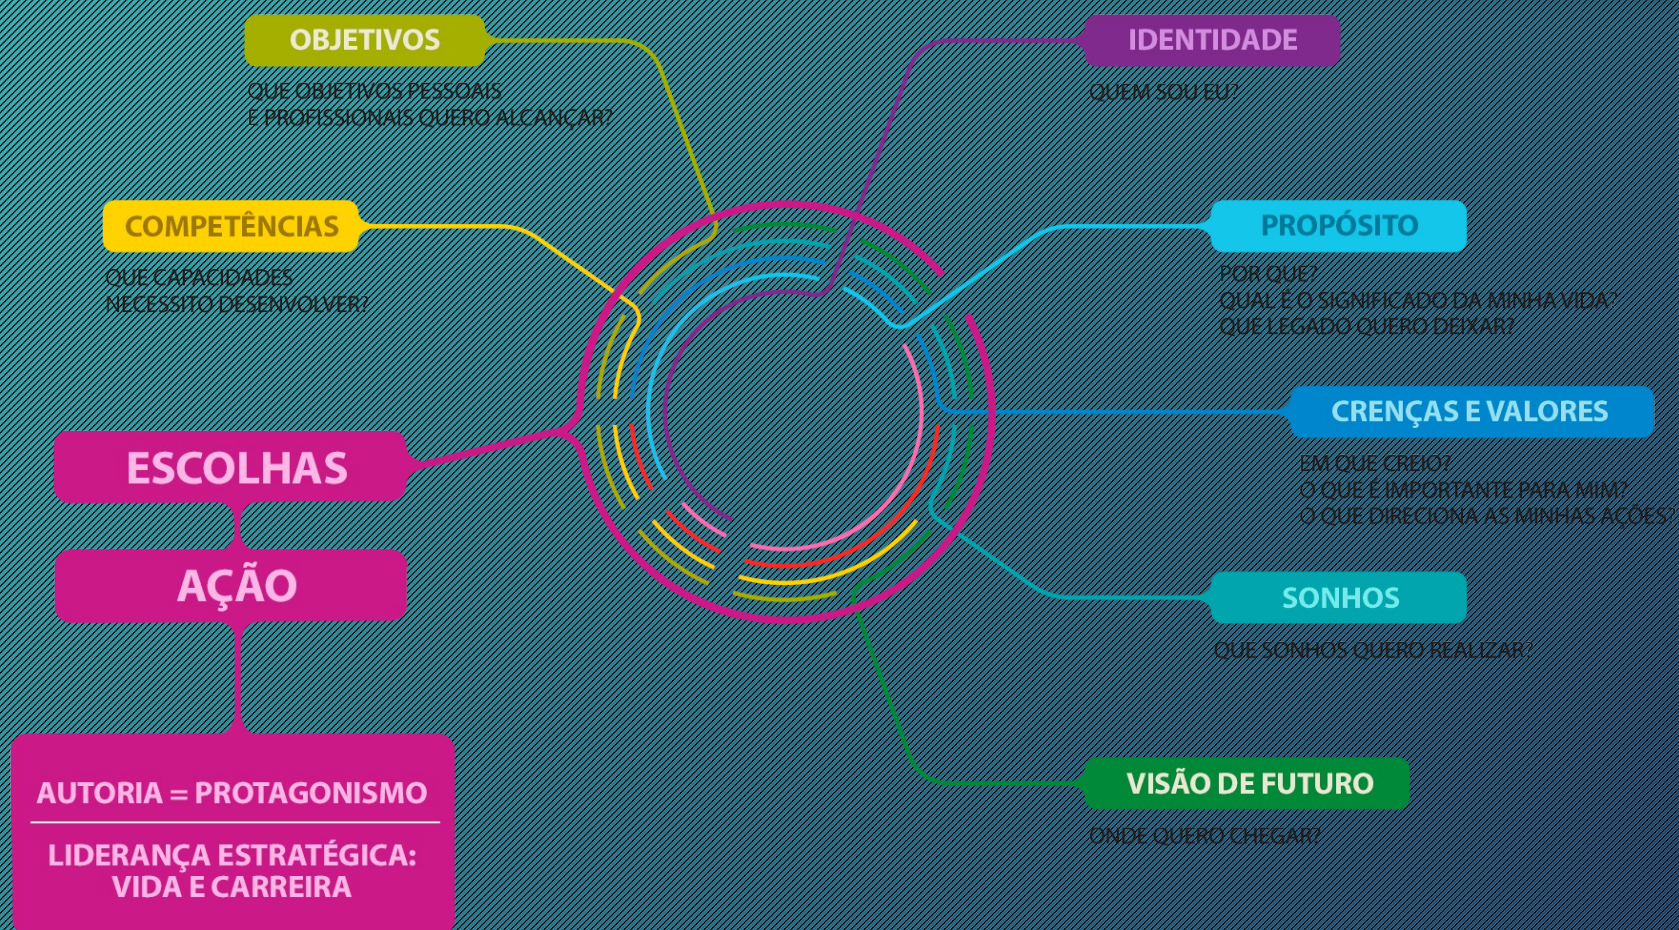 OBJETIVOS
QUE OBJETIVOS PESSOAIS
E PROFISSIONAIS QUERO ALCANÇAR?
IDENTIDADE
QUEM SOU EU?
COMPETÊNCIAS
QUE CAPACIDADES
NECESSITO DESENVOLVER?
PROPÓSITO
POR QUE?
QUAL É O SIGNIFICADO DA MINHA VIDA?
QUE LEGADO QUERO DEIXAR?
CRENÇAS E VALORES
EM QUE CREIO?
O QUE É IMPORTANTE PARA MIM?
O QUE DIRECIONA AS MINHAS AÇÕES?
ESCOLHAS
AÇÃO
SONHOS
QUE SONHOS QUERO REALIZAR?
VISÃO DE FUTURO
ONDE QUERO CHEGAR?
AUTORIA = PROTAGONISMO
LIDERANÇA ESTRATÉGICA:
VIDA E CARREIRA